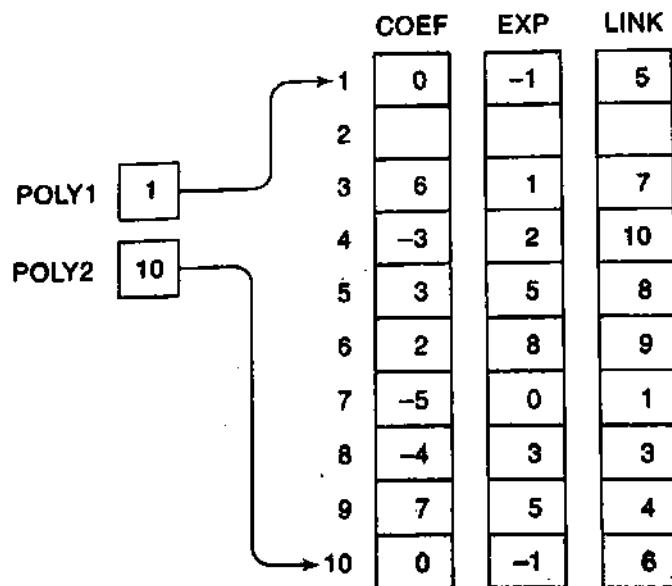 COEF EXP LINK
1 0 –1 5
2
POLY1 1 3 6 1 7
4 –3 2 10
POLY2 10 5 3 5 8
6 2 8 9
7 –5 0 1
8 –4 3 3
9 7 5 4
10 0 –1 6